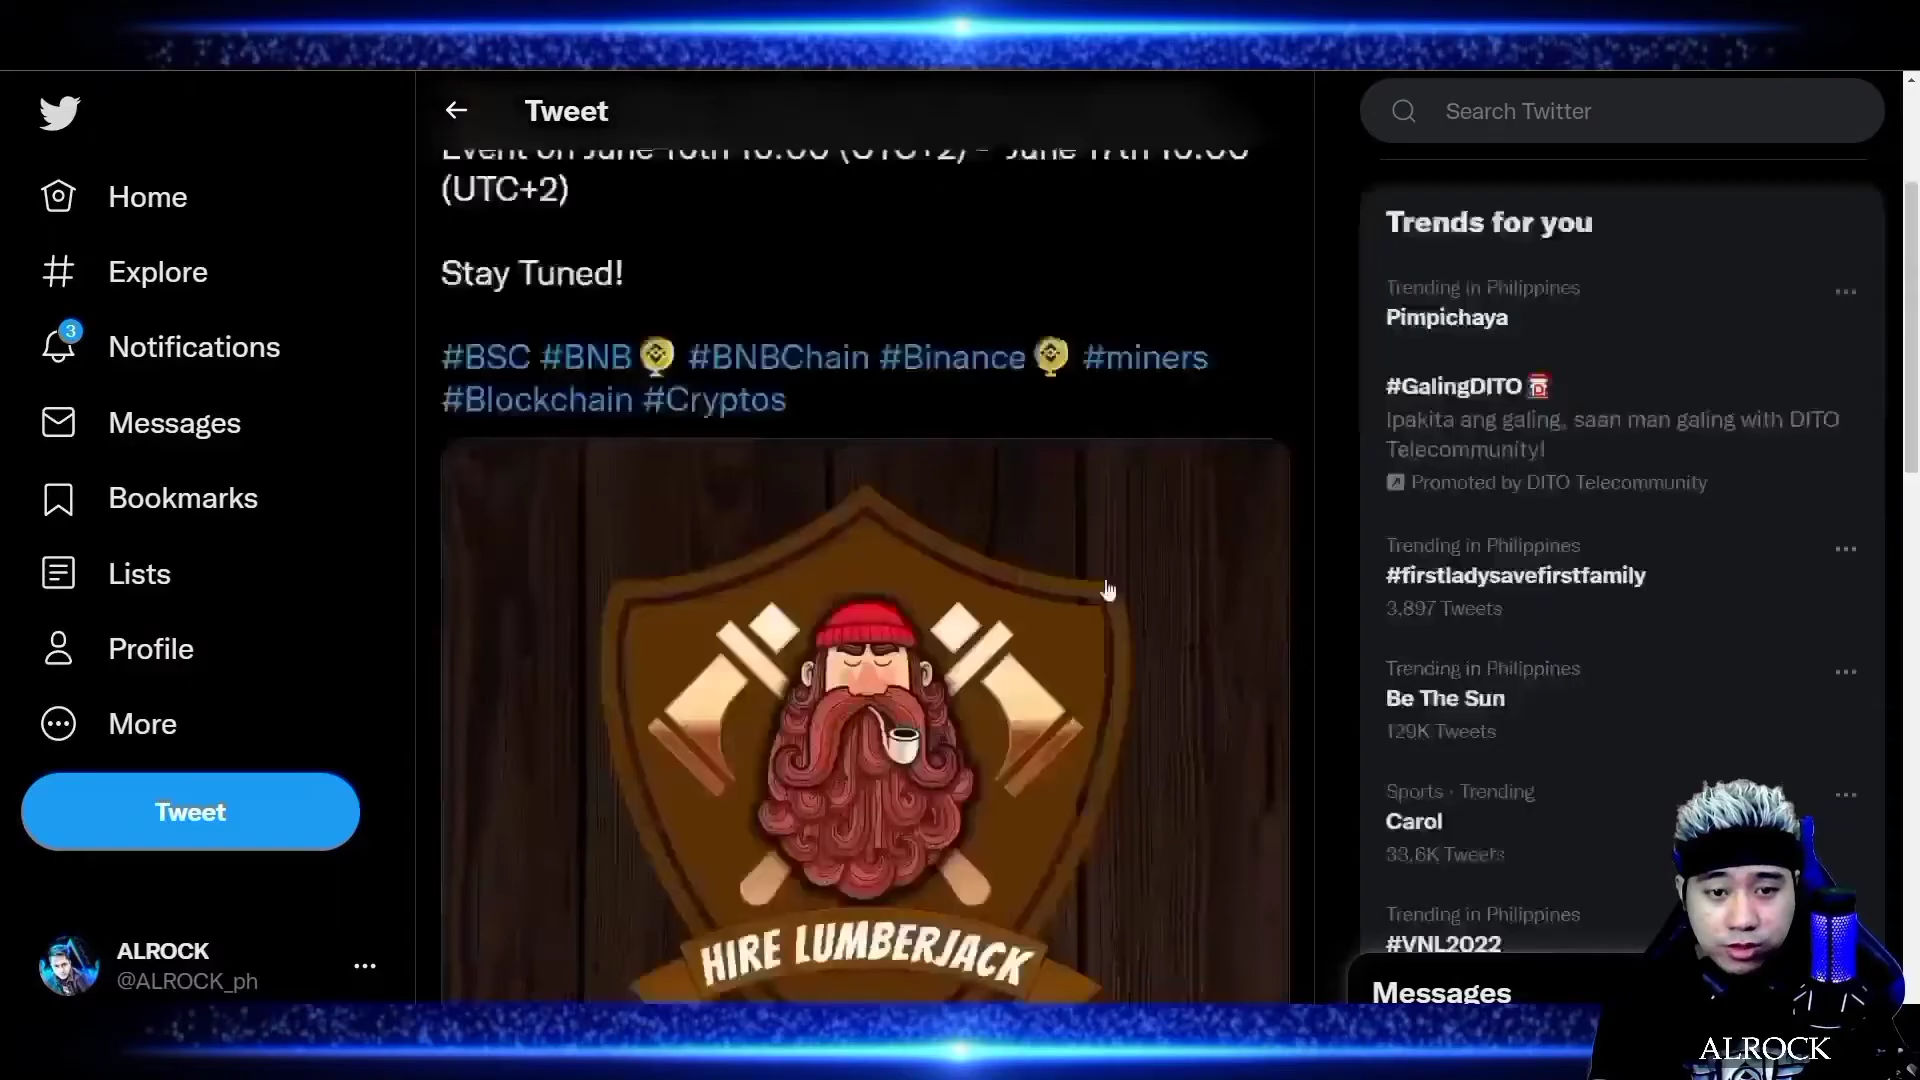 Tweet
Search Twitter
Home
Explore
3
Notifications
Messages
Bookmarks
Lists
Profile
More
Tweet
ALROCK
@ALROCK_ph
(UTC+2)
Stay Tuned!
#BSC #BNB #BNBChain #Binance #miners
#Blockchain #Cryptos
HIRE LUMBERJACK
Trends for you
Trending in Philippines
Pimpichaya
#GalingDITO
Ipakita ang galing, saan man galing with DITO
Telecommunity!
Promoted by DITO Telecommunity
Trending in Philippines
#firstladysavefirstfamily
3,897 Tweets
Trending in Philippines
Be The Sun
129K Tweets
Sports · Trending
Carol
33.6K Tweets
Trending in Philippines
#VNL2022
Messages
ALROCK